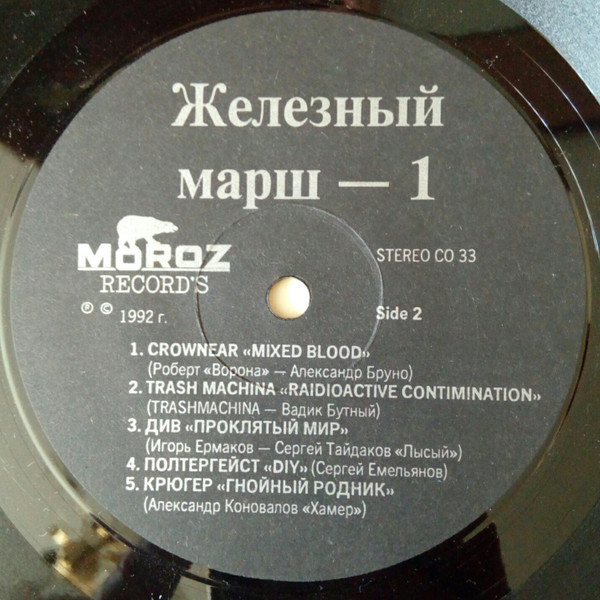 Железный
марш — 1
MOROZ
RECORD'S
STEREO CO 33
℗ © 1992 г.
Side 2
1. CROWNEAR «MIXED BLOOD»
(Роберт «Ворона» — Александр Бруно)
2. TRASH MACHINA «RAIDIOACTIVE CONTIMINATION»
(TRASHMACHINA — Вадик Бутный)
3. ДИВ «ПРОКЛЯТЫЙ МИР»
(Игорь Ермаков — Сергей Тайдаков «Лысый»)
4. ПОЛТЕРГЕЙСТ «DIY» (Сергей Емельянов)
5. КРЮГЕР «ГНОЙНЫЙ РОДНИК»
(Александр Коновалов «Хамер»)